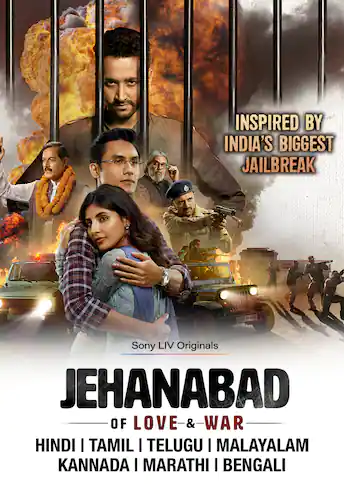 INSPIRED BY
INDIA'S BIGGEST
JAILBREAK
Sony LIV Originals
JEHANABAD
OF LOVE & WAR
HINDI | TAMIL | TELUGU | MALAYALAM
KANNADA | MARATHI | BENGALI